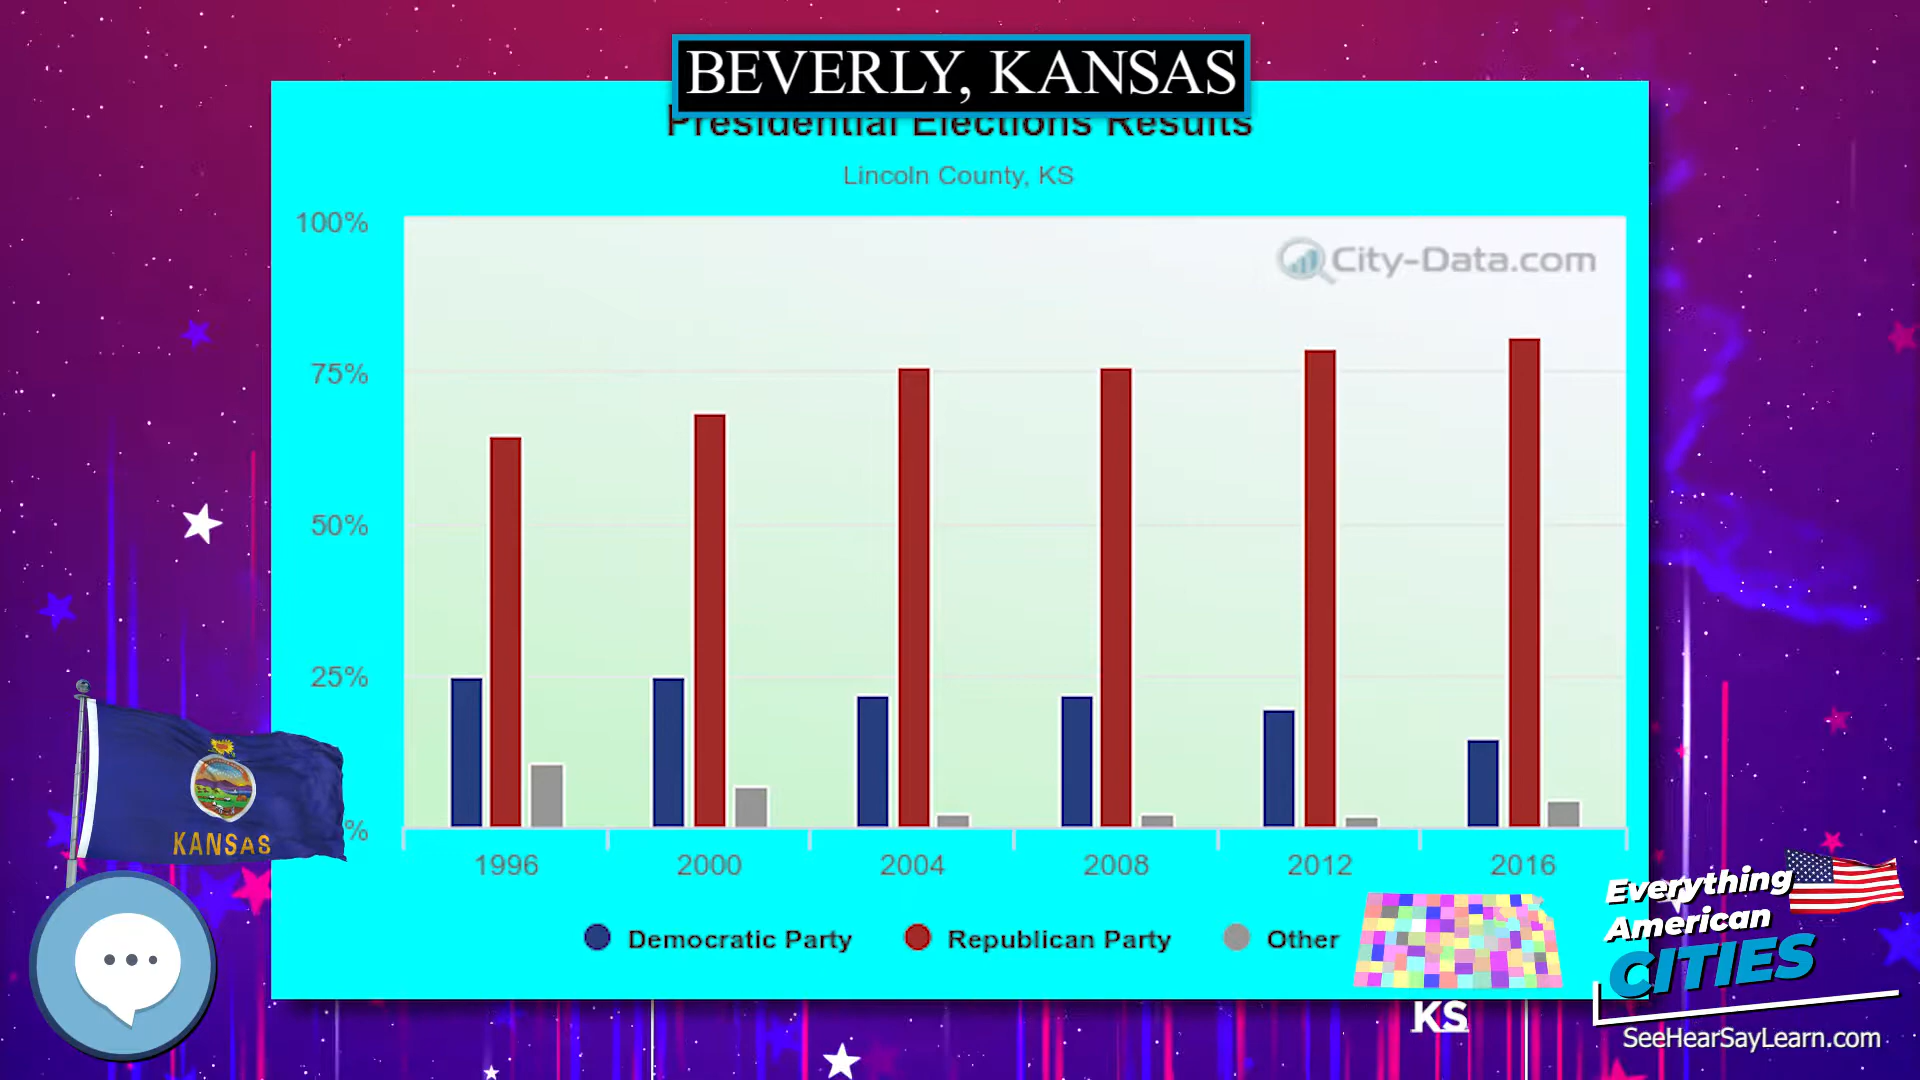 BEVERLY, KANSAS
Presidential Elections Results
Lincoln County, KS
100%
City-Data.com
75%
50%
25%
%
1996 2000 2004 2008 2012 2016
Democratic Party Republican Party Other
KANSAS
KS
Everything
American
CITIES
SeeHearSayLearn.com